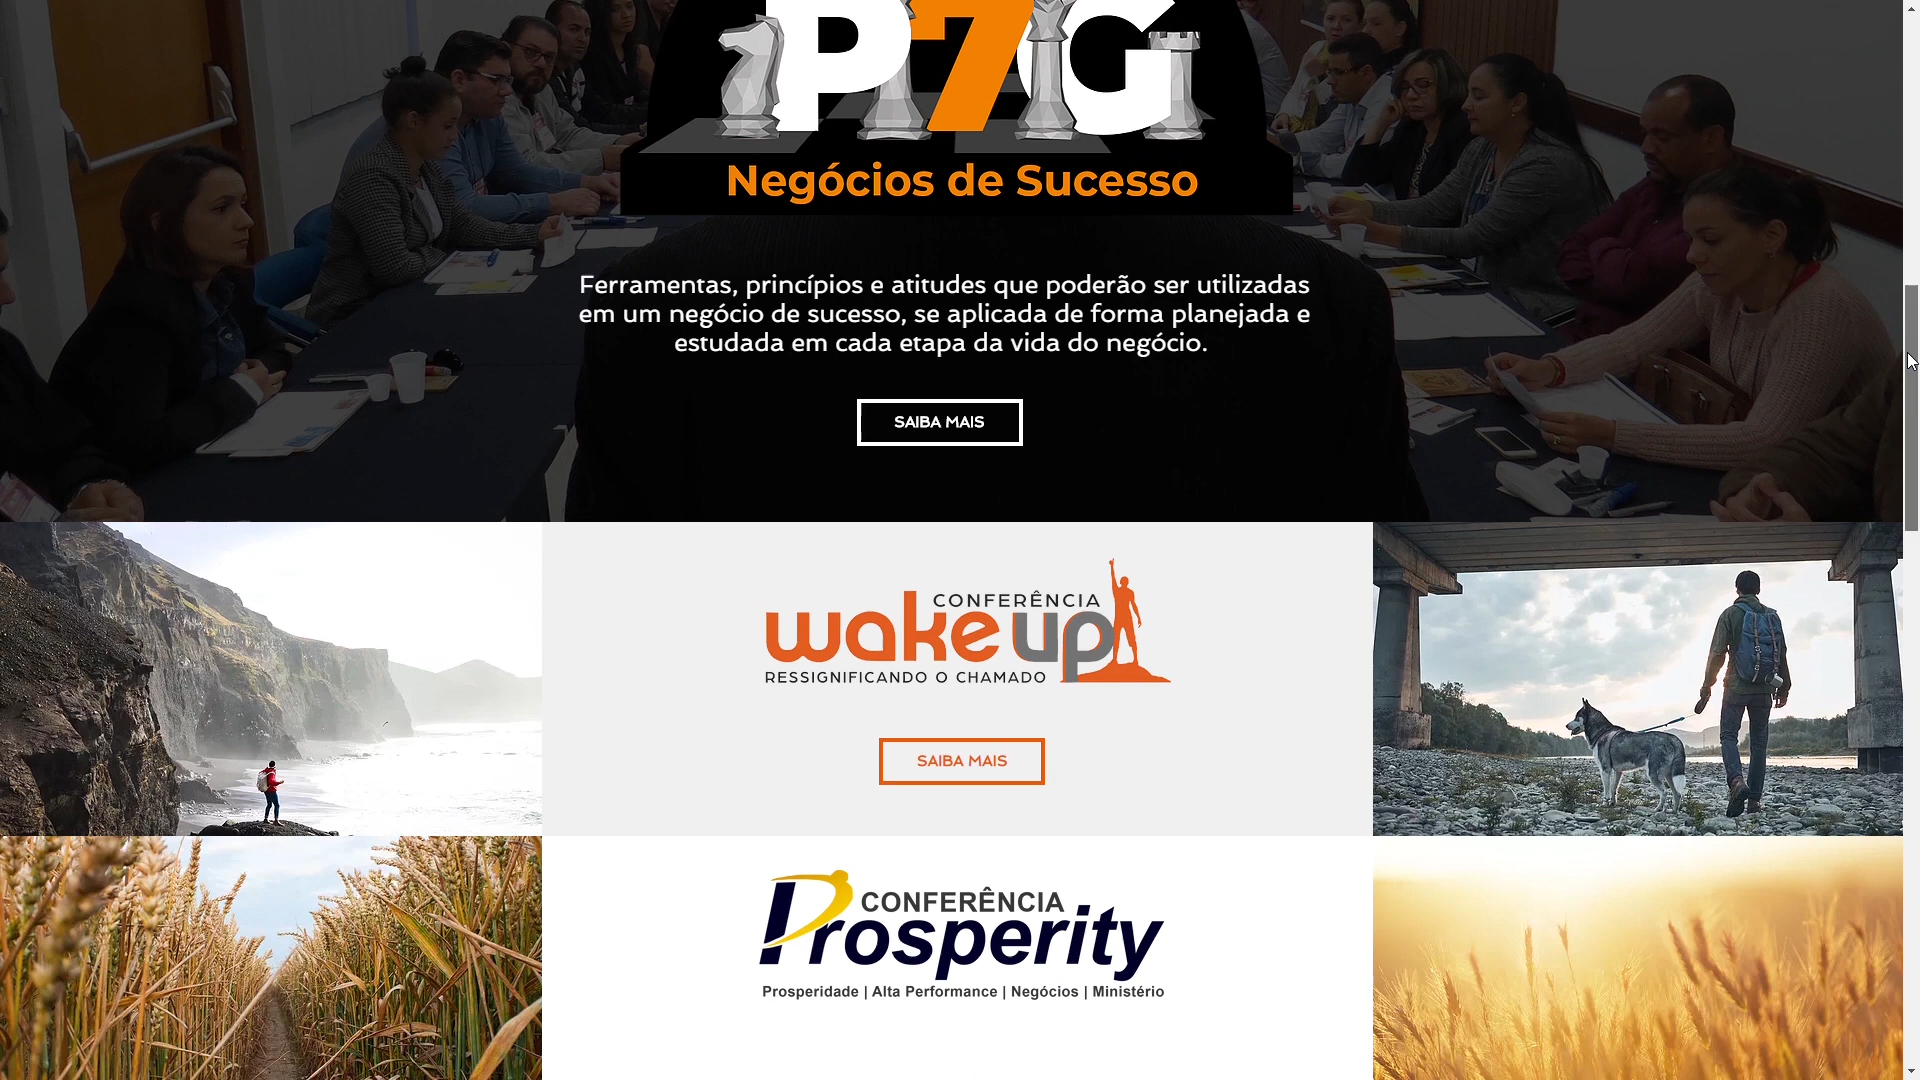 P7G
Negócios de Sucesso
Ferramentas, princípios e atitudes que poderão ser utilizadas
em um negócio de sucesso, se aplicada de forma planejada e
estudada em cada etapa da vida do negócio.
SAIBA MAIS
CONFERÊNCIA
wake up
RESSIGNIFICANDO O CHAMADO
SAIBA MAIS
CONFERÊNCIA
Prosperity
Prosperidade | Alta Performance | Negócios | Ministério